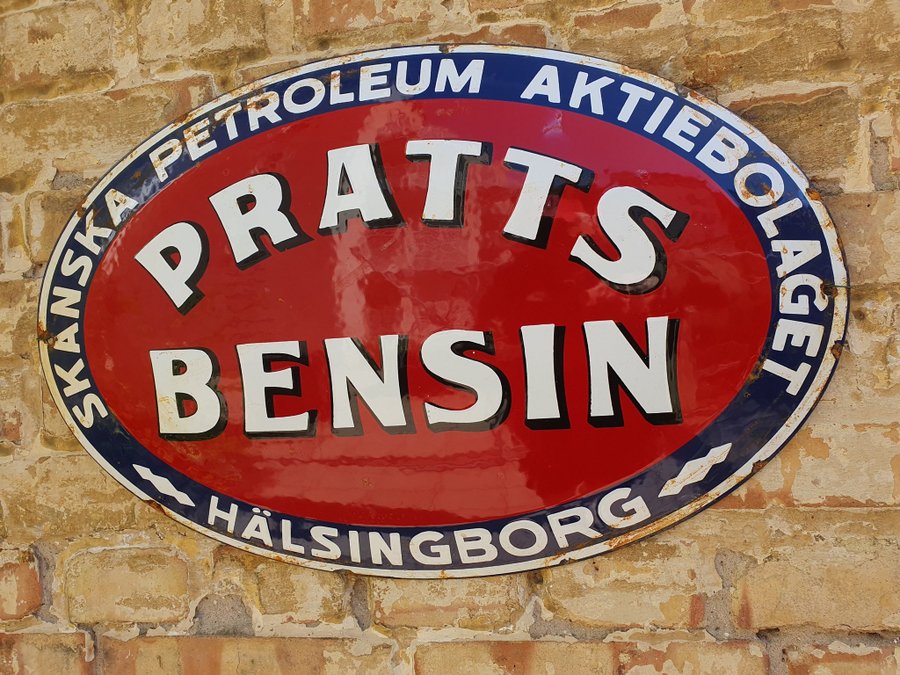 SKANSKA PETROLEUM AKTIEBOLAGET
PRATTS
BENSIN
HÄLSINGBORG